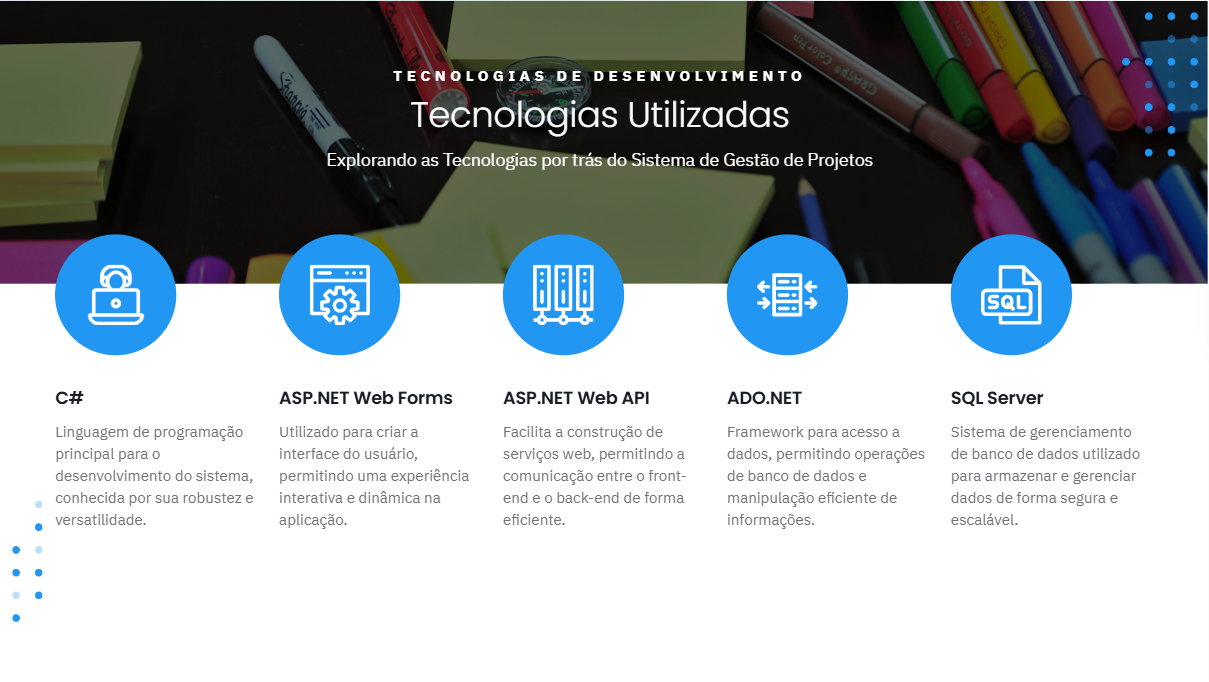 TECNOLOGIAS DE DESENVOLVIMENTO
Tecnologias Utilizadas
Explorando as Tecnologias por trás do Sistema de Gestão de Projetos
Sharpie
GRASP Color Pen
SQL
C#
Linguagem de programação
principal para o
desenvolvimento do sistema,
conhecida por sua robustez e
versatilidade.
ASP.NET Web Forms
Utilizado para criar a
interface do usuário,
permitindo uma experiência
interativa e dinâmica na
aplicação.
ASP.NET Web API
Facilita a construção de
serviços web, permitindo a
comunicação entre o front-
end e o back-end de forma
eficiente.
ADO.NET
Framework para acesso a
dados, permitindo operações
de banco de dados e
manipulação eficiente de
informações.
SQL Server
Sistema de gerenciamento
de banco de dados utilizado
para armazenar e gerenciar
dados de forma segura e
escalável.